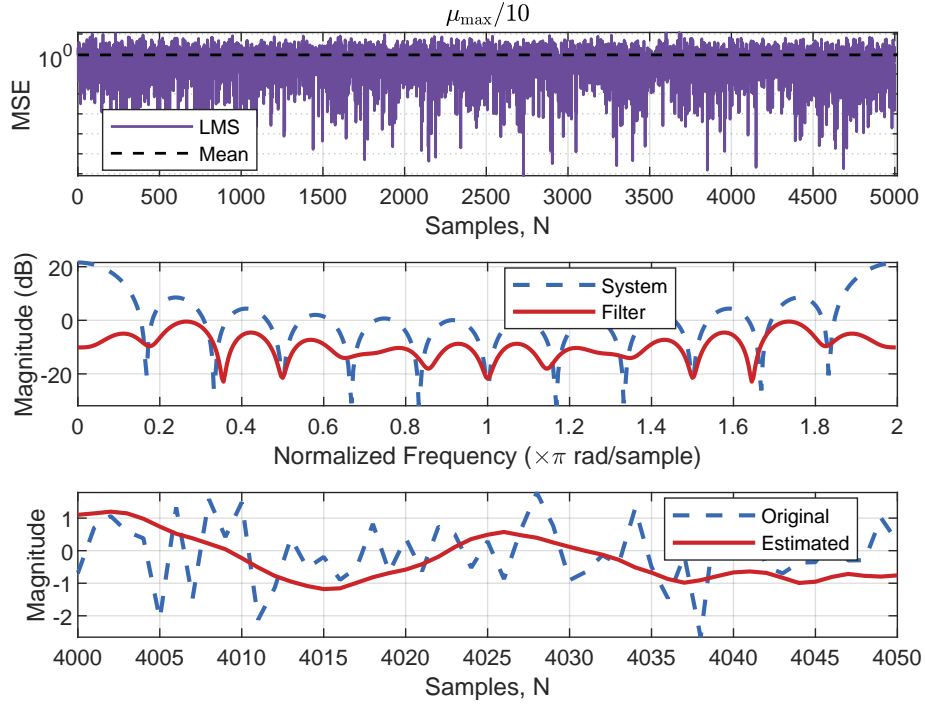 μmax/10
10^0
MSE
LMS
Mean
0 500 1000 1500 2000 2500 3000 3500 4000 4500 5000
Samples, N
20
0
-20
Magnitude (dB)
System
Filter
0 0.2 0.4 0.6 0.8 1 1.2 1.4 1.6 1.8 2
Normalized Frequency (×π rad/sample)
1
0
-1
-2
Magnitude
Original
Estimated
4000 4005 4010 4015 4020 4025 4030 4035 4040 4045 4050
Samples, N